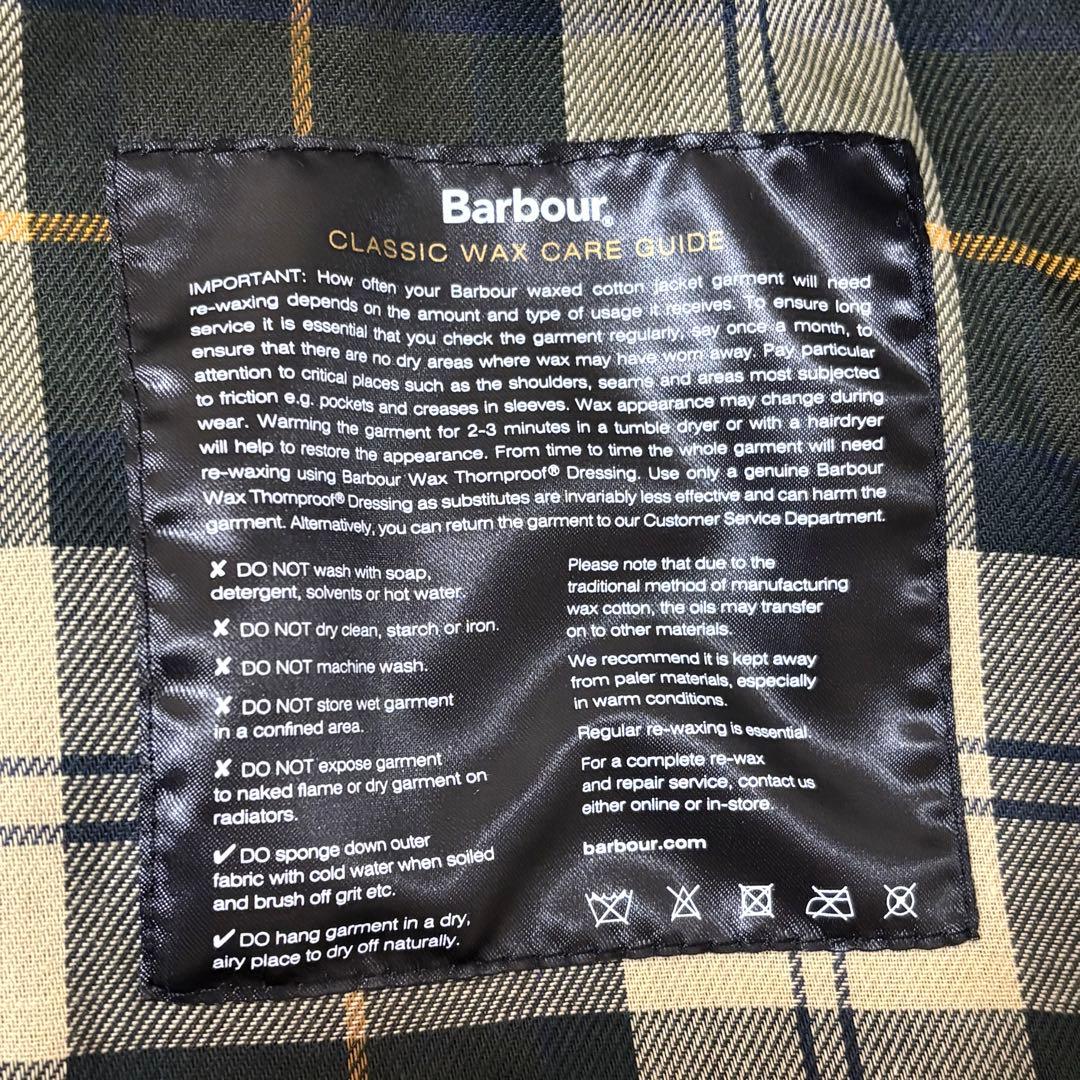 Barbour.
CLASSIC WAX CARE GUIDE
IMPORTANT: How often your Barbour waxed cotton jacket garment will need
re-waxing depends on the amount and type of usage it receives. To ensure long
service it is essential that you check the garment regularly, say once a month, to
ensure that there are no dry areas where wax may have worn away. Pay particular
attention to critical places such as the shoulders, seams and areas most subjected
to friction e.g. pockets and creases in sleeves. Wax appearance may change during
wear. Warming the garment for 2-3 minutes in a tumble dryer or with a hairdryer
will help to restore the appearance. From time to time the whole garment will need
re-waxing using Barbour Wax Thornproof® Dressing. Use only a genuine Barbour
Wax Thornproof® Dressing as substitutes are invariably less effective and can harm the
garment. Alternatively, you can return the garment to our Customer Service Department.
✘ DO NOT wash with soap,
detergent, solvents or hot water.
✘ DO NOT dry clean, starch or iron.
✘ DO NOT machine wash.
✘ DO NOT store wet garment
in a confined area.
✘ DO NOT expose garment
to naked flame or dry garment on
radiators.
✔ DO sponge down outer
fabric with cold water when soiled
and brush off grit etc.
✔ DO hang garment in a dry,
airy place to dry off naturally.
Please note that due to the
traditional method of manufacturing
wax cotton, the oils may transfer
on to other materials.
We recommend it is kept away
from paler materials, especially
in warm conditions.
Regular re-waxing is essential.
For a complete re-wax
and repair service, contact us
either online or in-store.
barbour.com